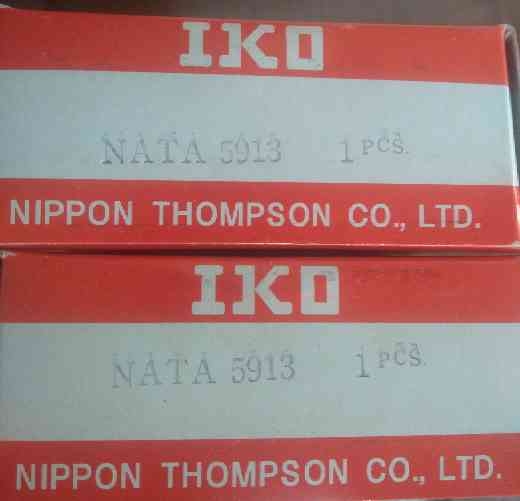 IKO
NATA 5913 1 PCS.
NIPPON THOMPSON CO., LTD.
IKO
NATA 5913 1 PCS.
NIPPON THOMPSON CO., LTD.